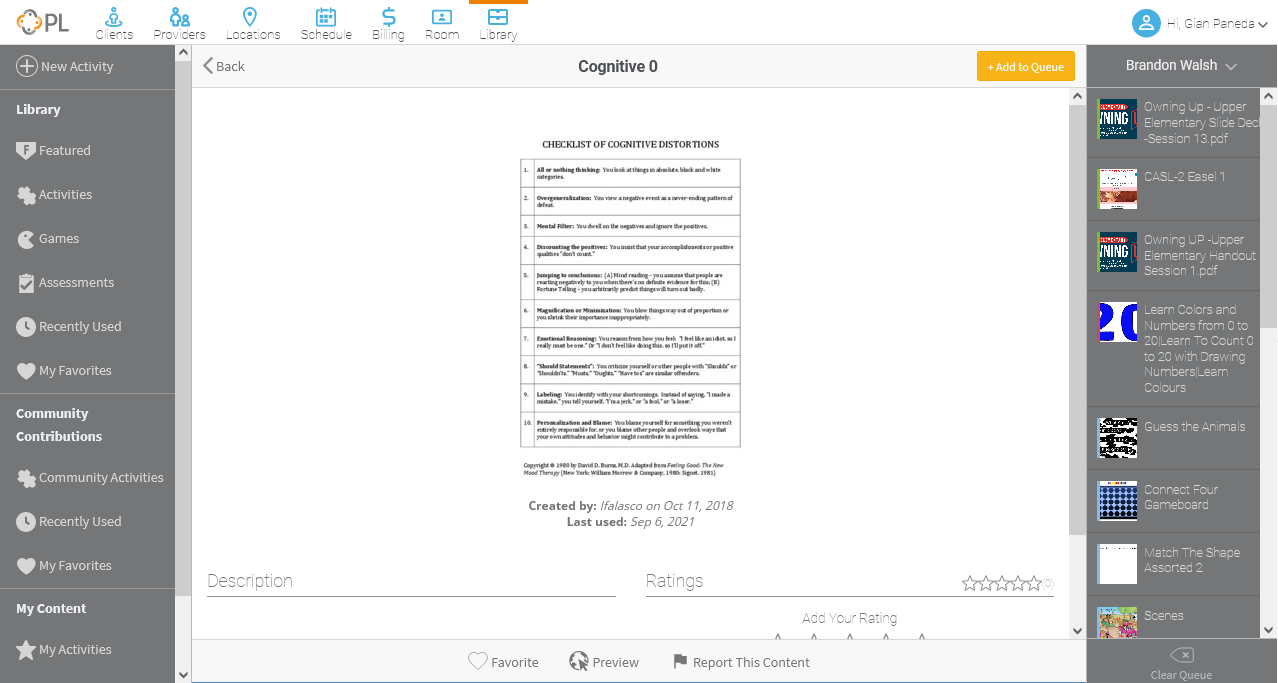 PL
Clients
Providers
Locations
Schedule
Billing
Room
Library
Hi, Gian Paneda
New Activity
Library
Featured
Activities
Games
Assessments
Recently Used
My Favorites
Community
Contributions
Community Activities
Recently Used
My Favorites
My Content
My Activities
Back
Cognitive 0
+ Add to Queue
CHECKLIST OF COGNITIVE DISTORTIONS
1. All or nothing thinking: You look at things in absolute, black and white
categories.
2. Overgeneralization: You view a negative event as a never-ending pattern of
defeat.
3. Mental Filter: You dwell on the negatives and ignore the positives.
4. Discounting the positives: You insist that your accomplishments or positive
qualities "don't count."
5. Jumping to conclusions: (A) Mind reading – you assume that people are
reacting negatively to you when there's no definite evidence for this; (B)
Fortune Telling – you arbitrarily predict things will turn out badly.
6. Magnification or Minimization: You blow things way out of proportion or
you shrink their importance inappropriately.
7. Emotional Reasoning: You reason from how you feel: "I feel like an idiot, so I
really must be one." Or "I don't feel like doing this, so I'll put it off."
8. "Should Statements": You criticize yourself or other people with "Shoulds" or
"Shouldn'ts." "Musts," "Oughts," "Have tos" are similar offenders.
9. Labeling: You identify with your shortcomings. Instead of saying, "I made a
mistake," you tell yourself, "I'm a jerk," or "a fool," or "a loser."
10. Personalization and Blame: You blame yourself for something you weren't
entirely responsible for, or you blame other people and overlook ways that
your own attitudes and behavior might contribute to a problem.
Copyright © 1980 by David D. Burns, M.D. Adapted from Feeling Good: The New
Mood Therapy (New York: William Morrow & Company, 1980; Signet, 1981)
Created by: lfalasco on Oct 11, 2018
Last used: Sep 6, 2021
Description
Ratings
(0)
Add Your Rating
Favorite
Preview
Report This Content
Brandon Walsh
Owning Up - Upper
Elementary Slide Deck
-Session 13.pdf
CASL-2 Easel 1
Owning UP -Upper
Elementary Handout
Session 1.pdf
Learn Colors and
Numbers from 0 to
20|Learn To Count 0
to 20 with Drawing
Numbers|Learn
Colours
Guess the Animals
Connect Four
Gameboard
Match The Shape
Assorted 2
Scenes
Clear Queue